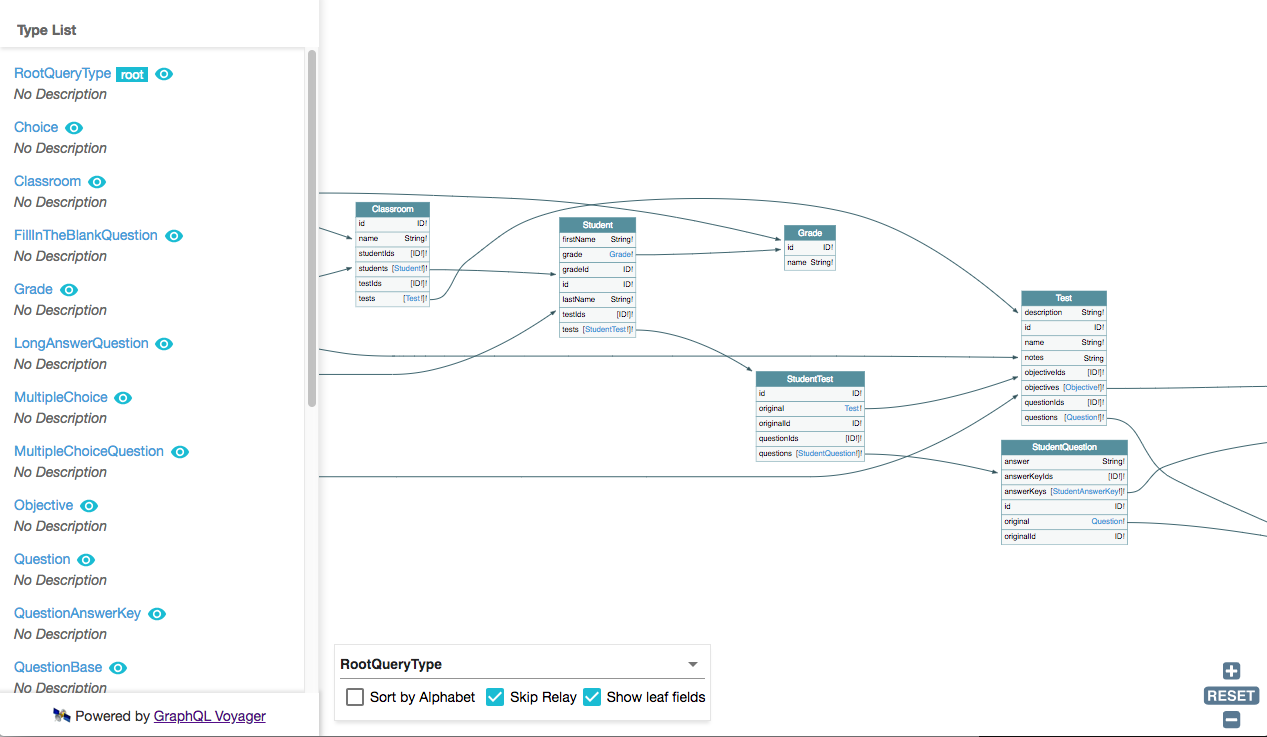 Type List
RootQueryType root
No Description
Choice
No Description
Classroom
No Description
FillInTheBlankQuestion
No Description
Grade
No Description
LongAnswerQuestion
No Description
MultipleChoice
No Description
MultipleChoiceQuestion
No Description
Objective
No Description
Question
No Description
QuestionAnswerKey
No Description
QuestionBase
No Description
Powered by GraphQL Voyager
Classroom
id ID!
name String!
studentIds [ID!]!
students [Student!]!
testIds [ID!]!
tests [Test!]!
Student
firstName String!
grade Grade!
gradeId ID!
id ID!
lastName String!
testIds [ID!]!
tests [StudentTest!]!
Grade
id ID!
name String!
StudentTest
id ID!
original Test!
originalId ID!
questionIds [ID!]!
questions [StudentQuestion!]!
Test
description String!
id ID!
name String!
notes String
objectiveIds [ID!]!
objectives [Objective!]!
questionIds [ID!]!
questions [Question!]!
StudentQuestion
answer String!
answerKeyIds [ID!]!
answerKeys [StudentAnswerKey!]!
id ID!
original Question!
originalId ID!
RootQueryType
Sort by Alphabet Skip Relay Show leaf fields
RESET